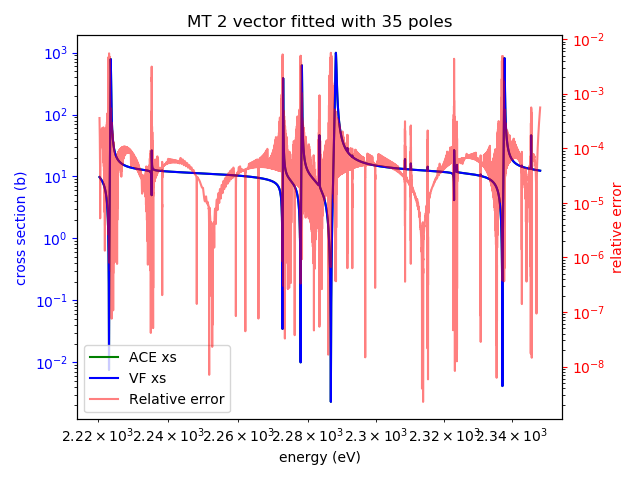 MT 2 vector fitted with 35 poles
cross section (b)
10³
10²
10¹
10⁰
10⁻¹
10⁻²
10⁻²
10⁻³
10⁻⁴
10⁻⁵
10⁻⁶
10⁻⁷
10⁻⁸
relative error
ACE xs
VF xs
Relative error
2.22 × 10³ 2.24 × 10³ 2.26 × 10³ 2.28 × 10³ 2.3 × 10³ 2.32 × 10³ 2.34 × 10³
energy (eV)